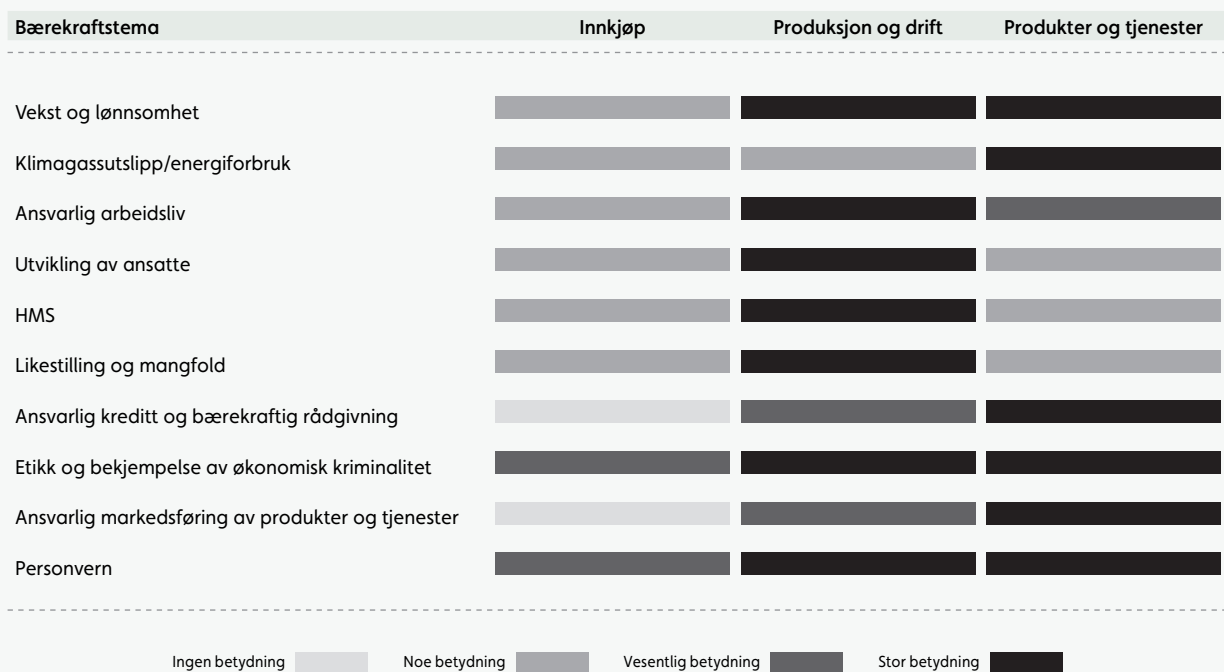 Bærekraftstema Innkjøp Produksjon og drift Produkter og tjenester
Vekst og lønnsomhet
Klimagassutslipp/energiforbruk
Ansvarlig arbeidsliv
Utvikling av ansatte
HMS
Likestilling og mangfold
Ansvarlig kreditt og bærekraftig rådgivning
Etikk og bekjempelse av økonomisk kriminalitet
Ansvarlig markedsføring av produkter og tjenester
Personvern
Ingen betydning Noe betydning Vesentlig betydning Stor betydning